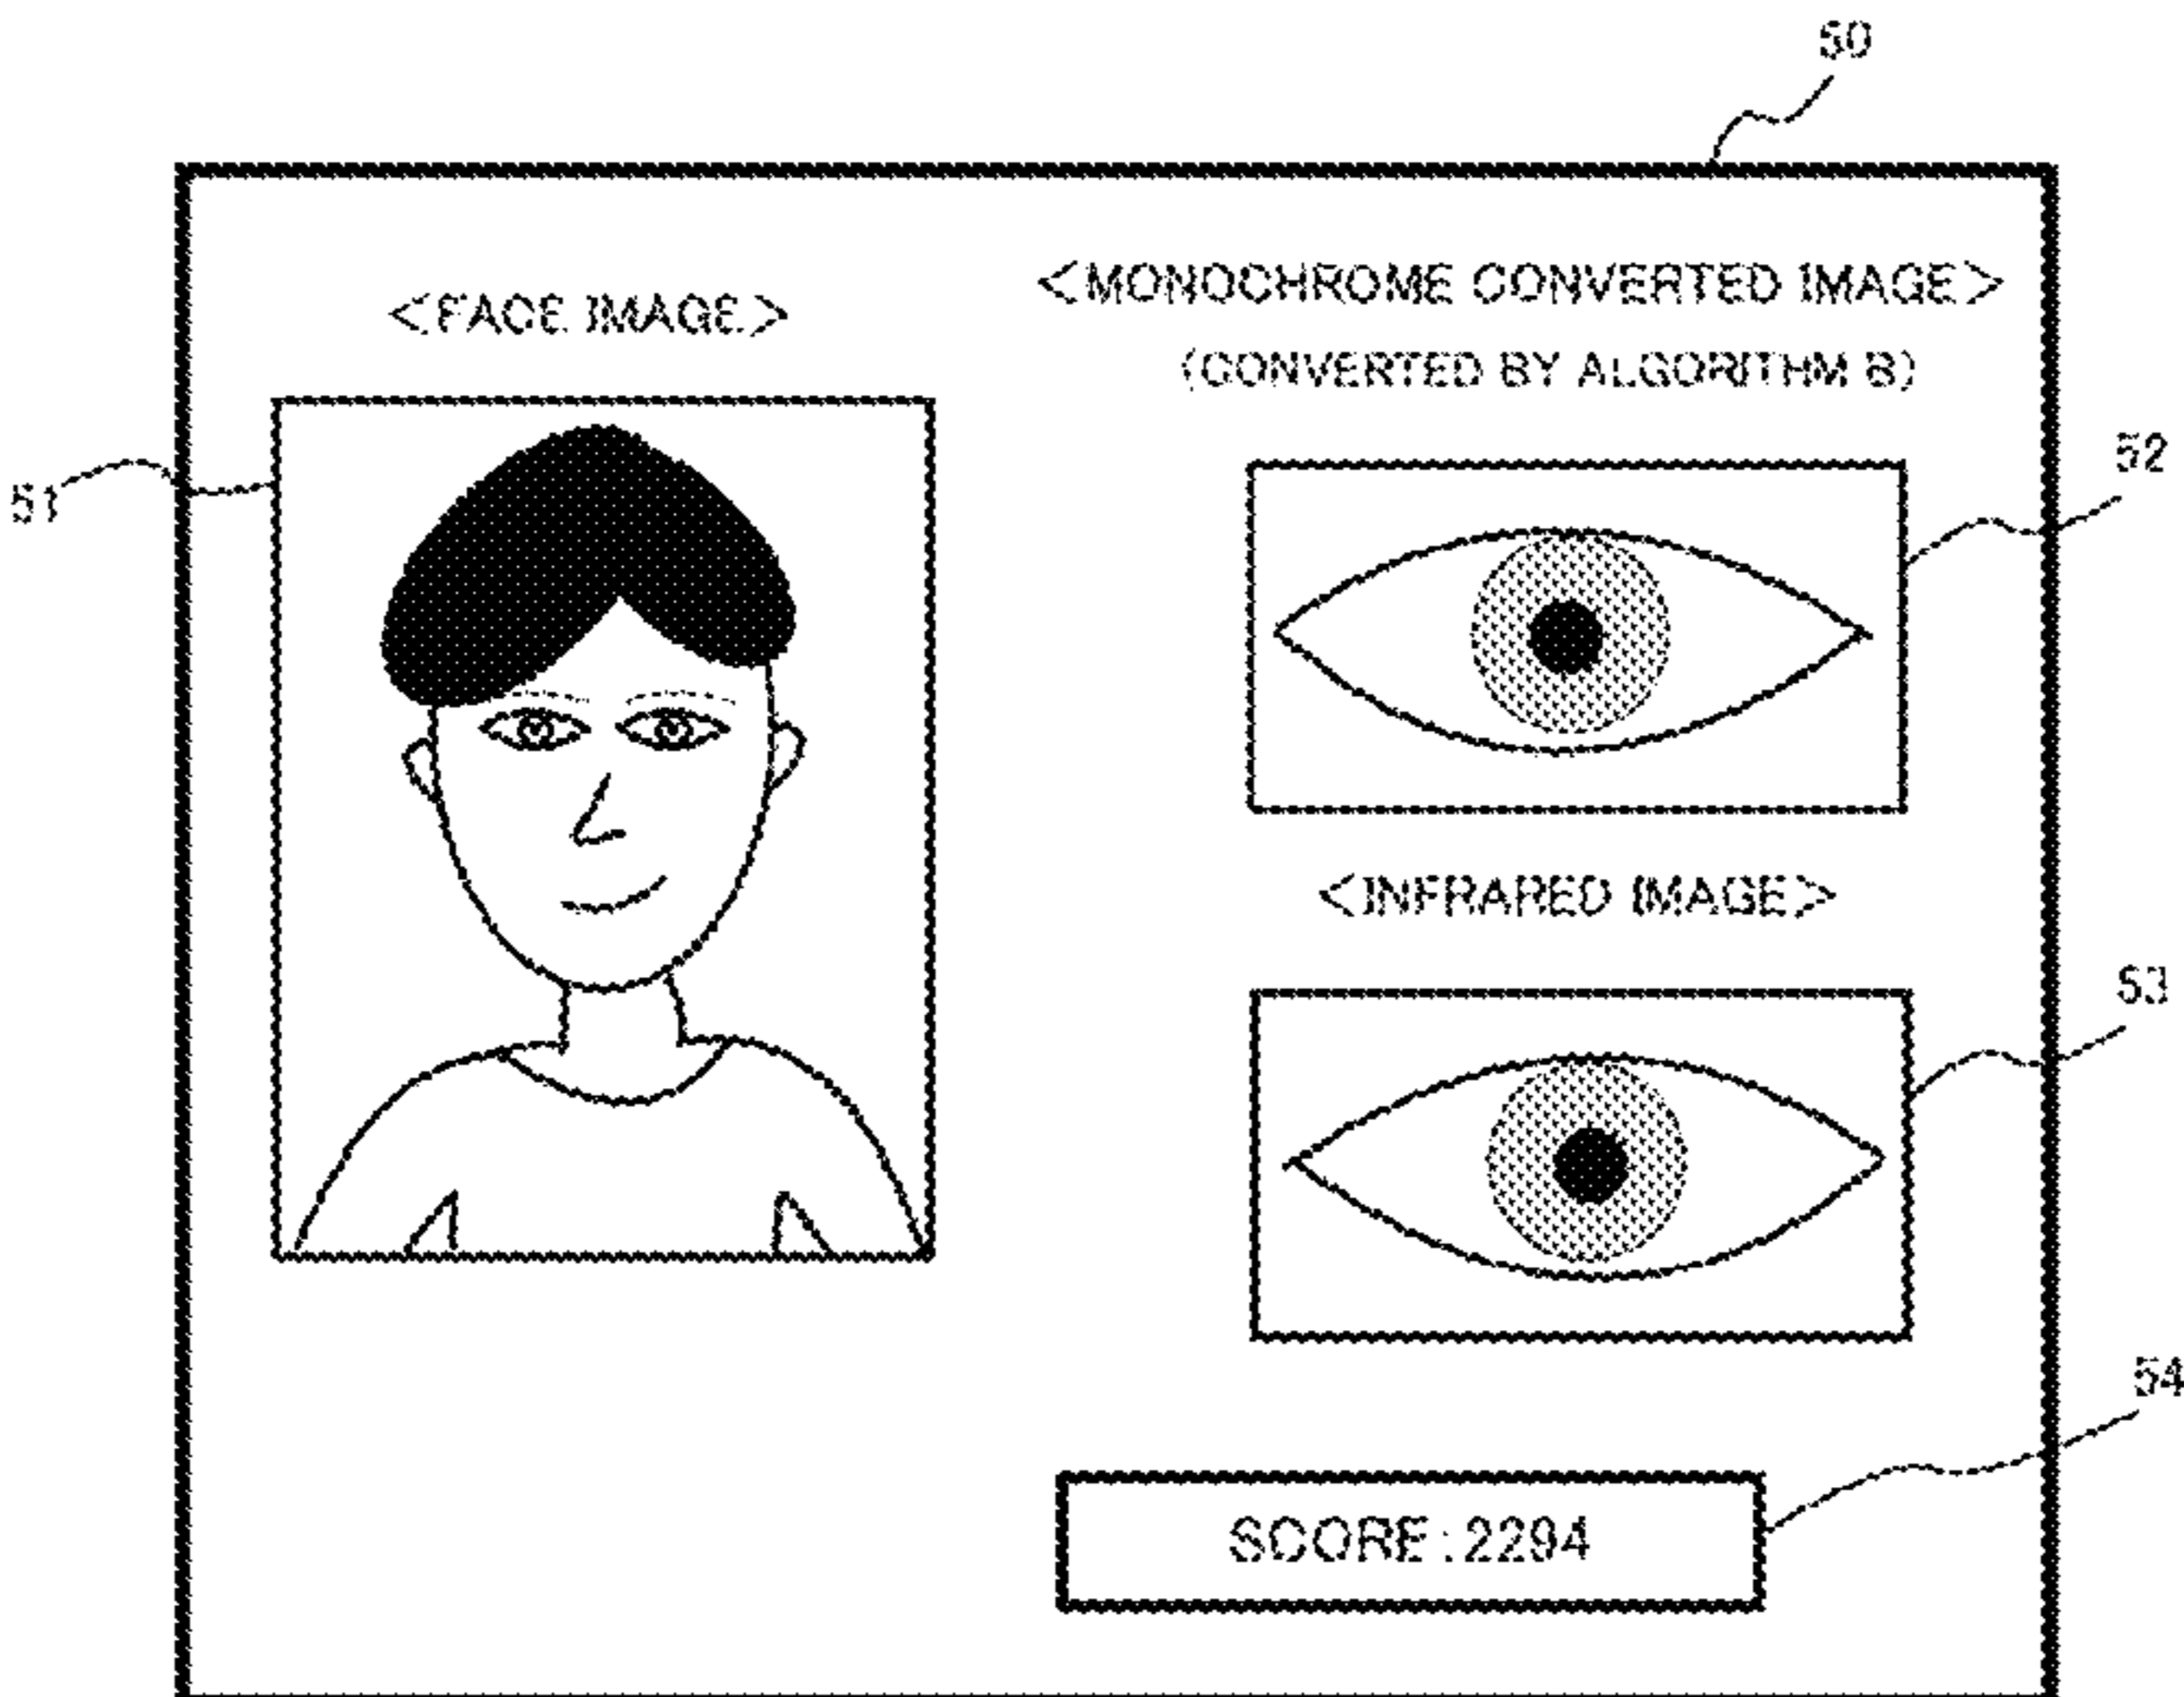 50
<FACE IMAGE>
<MONOCHROME CONVERTED IMAGE>
(CONVERTED BY ALGORITHM B)
51
52
<INFRARED IMAGE>
53
54
SCORE:2294